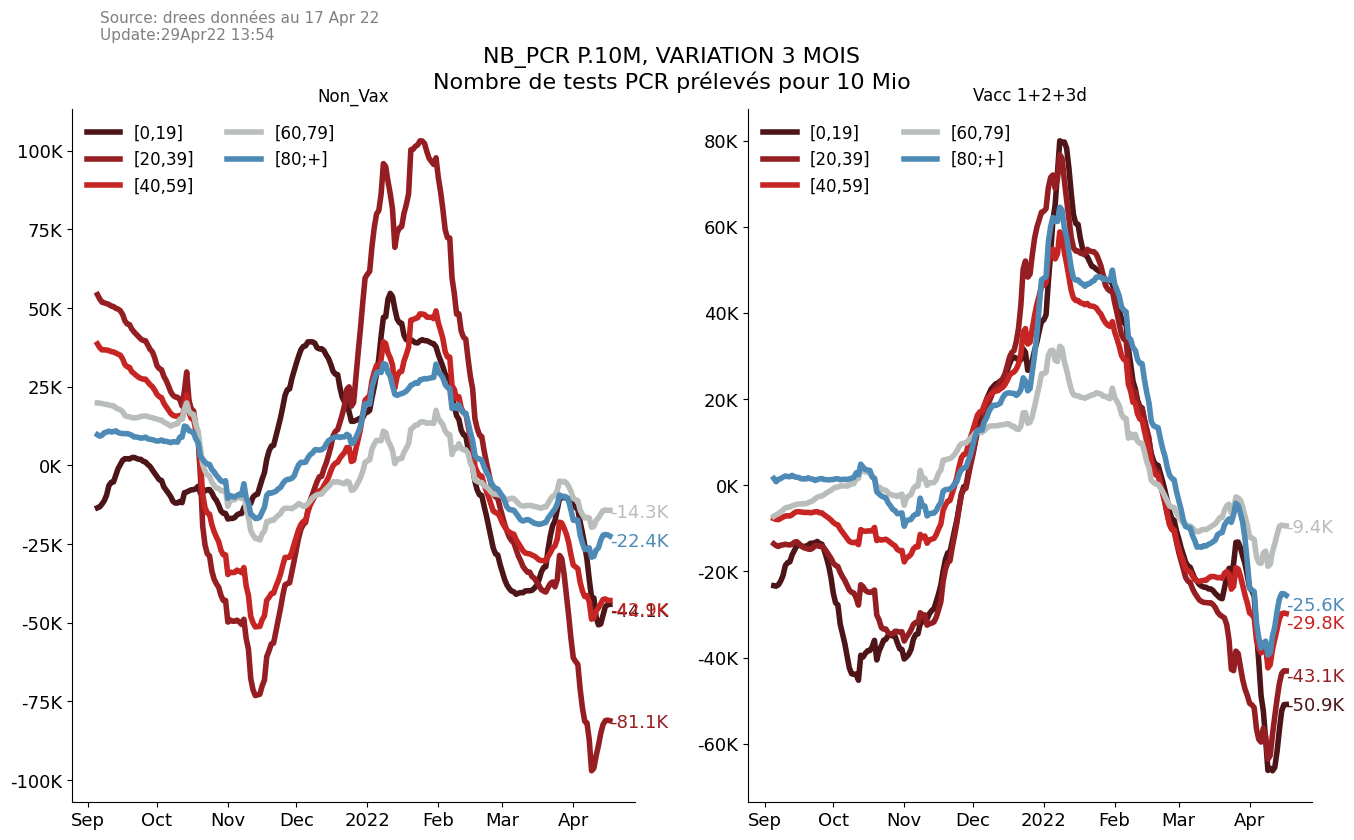 Source: drees données au 17 Apr 22
Update:29Apr22 13:54
NB_PCR P.10M, VARIATION 3 MOIS
Nombre de tests PCR prélevés pour 10 Mio
Non_Vax
[0,19]
[20,39]
[40,59]
[60,79]
[80;+]
100K
75K
50K
25K
0K
-25K
-50K
-75K
-100K
-14.3K
-22.4K
-44.1K
-81.1K
Sep Oct Nov Dec 2022 Feb Mar Apr
Vacc 1+2+3d
[0,19]
[20,39]
[40,59]
[60,79]
[80;+]
80K
60K
40K
20K
0K
-20K
-40K
-60K
-9.4K
-25.6K
-29.8K
-43.1K
-50.9K
Sep Oct Nov Dec 2022 Feb Mar Apr